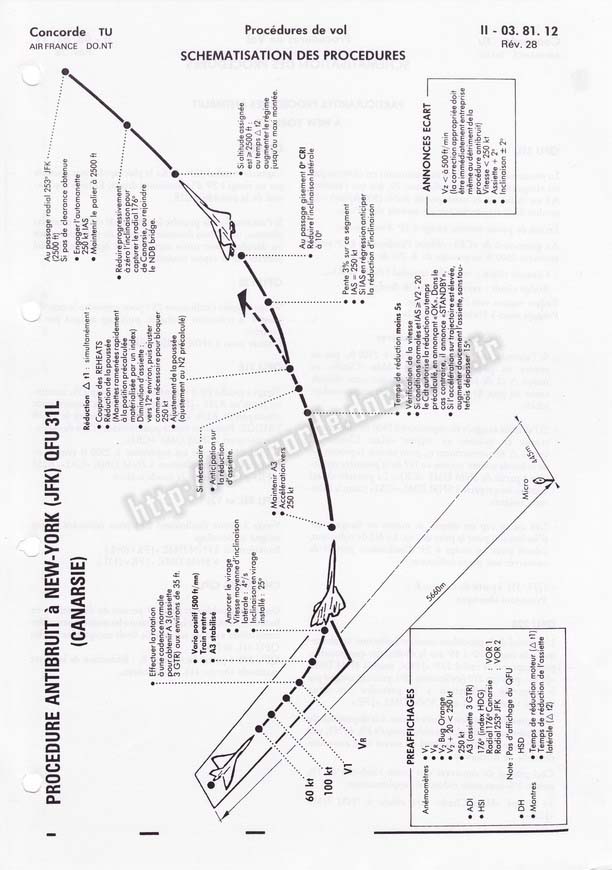 Concorde TU
AIR FRANCE DO.NT
Procédures de vol
II - 03. 81. 12
Rév. 28
SCHEMATISATION DES PROCEDURES
PROCEDURE ANTIBRUIT à NEW-YORK (JFK) QFU 31L
(CANARSIE)
60 kt
100 kt
V1
VR
Effectuer la rotation
à une cadence normale
pour obtenir A3 (assiette
3 GTR) aux environs de 35 ft.
• Vario positif (500 ft/mn)
• Train rentré
• A3 stabilisé
• Amorcer le virage
Vitesse moyenne d'inclinaison
latérale : 4°/s
• Inclinaison en virage
installé : 25°
• Maintenir A3
• Accélération vers
250 kt
Si nécessaire
• Anticipation sur
la réduction
d'assiette.
Réduction △ t1 : simultanément :
• Coupure des REHEATS
• Réduction de la poussée
(Manettes ramenées rapidement
à la position précalculée
matérialisée par un index)
• Diminution d'assiette :
vers 12° environ, puis ajuster
comme nécessaire pour bloquer
250 kt
• Ajustement de la poussée
(ajustement au N2 précalculé)
• Temps de réduction moins 5s
• Vérification de la vitesse
• Si conditions normales et IAS ≥ V2 - 20
le Cdt autorise la réduction au temps
précalculé, en annonçant «OK». Dans le
cas contraire, il annonce «STANDBY».
• Si l'accélération sur trajectoire est élevée,
augmenter doucement l'assiette, sans tou-
tefois dépasser 15°.
• Pente 3% sur ce segment
IAS = 250 kt
• Si IAS en régression anticiper
la réduction d'inclinaison
Au passage gisement 0° CRI
• Réduire l'inclinaison latérale
à 10°
Si altitude assignée
est ≥ 2500 ft :
au temps △ t2
augmenter le régime
jusqu'au maxi montée.
• Réduire progressivement
à zéro l'inclinaison pour
capturer le radial 176°
de Canarsie, ou rejoindre
le NDB bridge.
Au passage radial 253° JFK
(2500 ft)
Si pas de clearance obtenue
• Engager l'automanette
250 kt IAS
• Maintenir le palier à 2500 ft
ANNONCES ECART
• Vz < à 500 ft/min
(la correction appropriée doit
être immédiatement entreprise
même au détriment de la
procédure antibruit)
• Vitesse < 250 kt
• Assiette + 2°
• Inclinaison ± 2°
5660m
Micro
445m
PREAFFICHAGES
Anémomètres • V1
• VR
• V2 Bug Orange
• V2 + 20 < 250 kt
• 250 kt
• ADI A3 (assiette 3 GTR)
• HSI 176° (index HDG)
Radial 176° Canarsie : VOR 1
Radial 253° JFK : VOR 2
Note : Pas d'affichage du QFU
HSD
• DH
• Montres • Temps de réduction moteur (△ t1)
• Temps de réduction de l'assiette
latérale (△ t2)